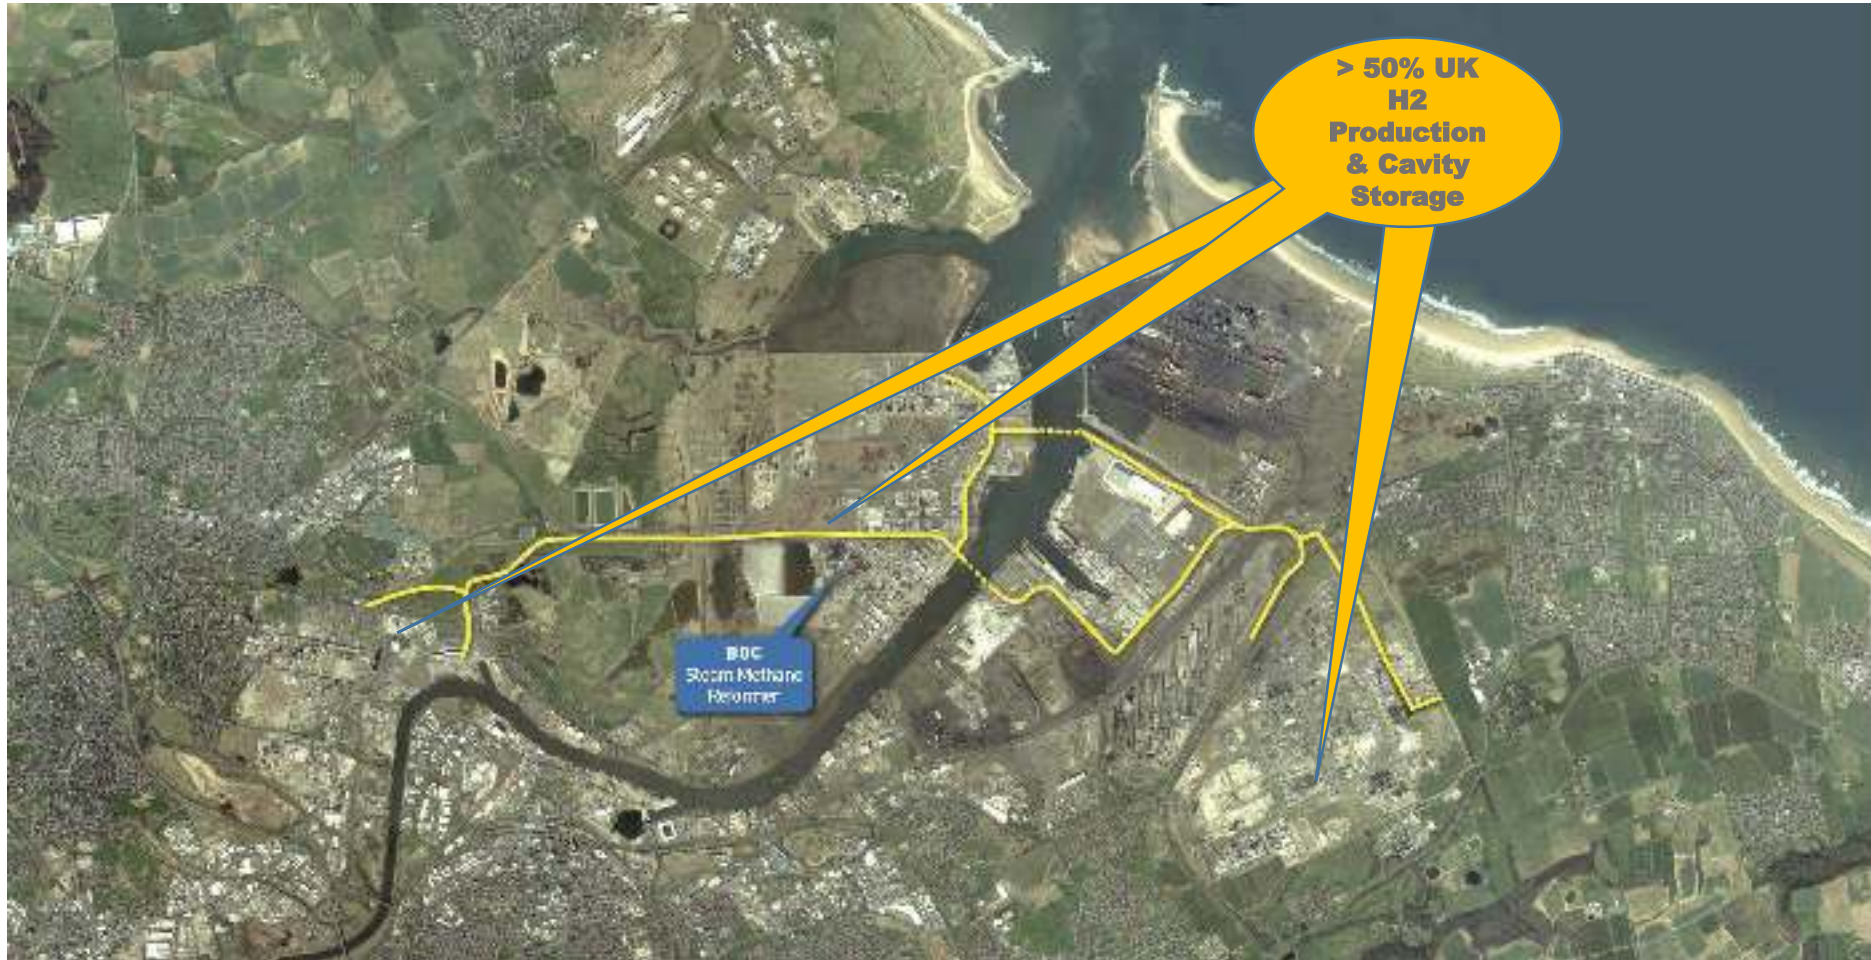 > 50% UK
H2
Production
& Cavity
Storage
BOC
Steam Methane
Reformer